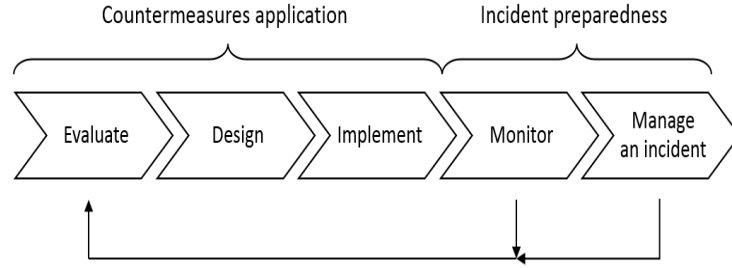 Countermeasures application
Incident preparedness
Evaluate
Design
Implement
Monitor
Manage
an incident